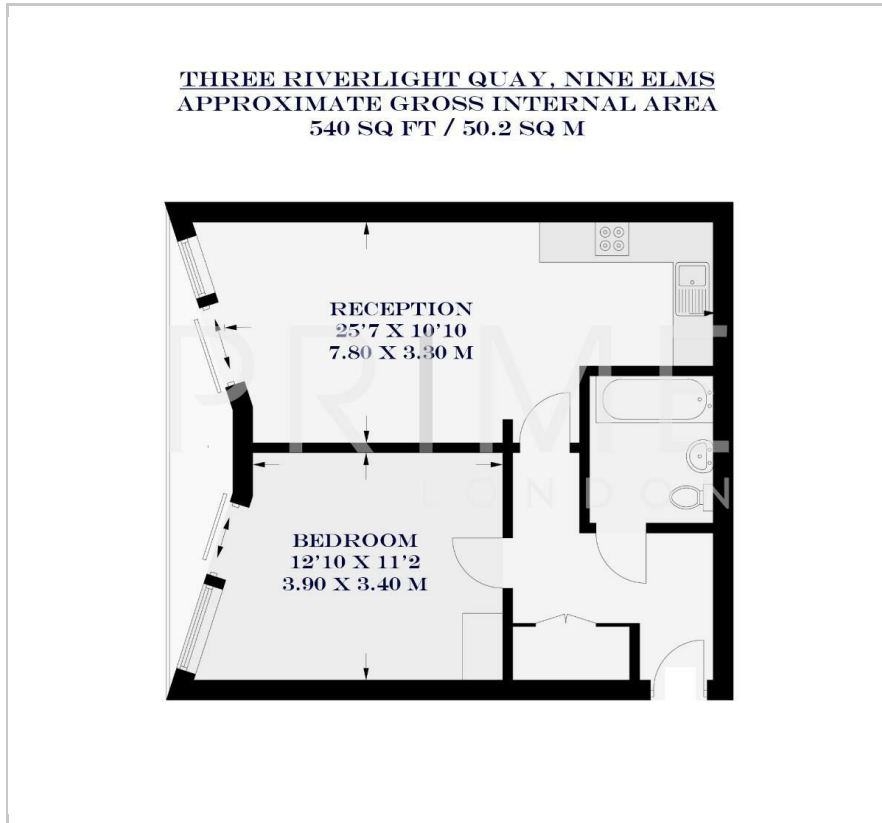 THREE RIVERLIGHT QUAY, NINE ELMS
APPROXIMATE GROSS INTERNAL AREA
540 SQ FT / 50.2 SQ M
RECEPTION
25'7 X 10'10
7.80 X 3.30 M
PRIME
LONDON
BEDROOM
12'10 X 11'2
3.90 X 3.40 M